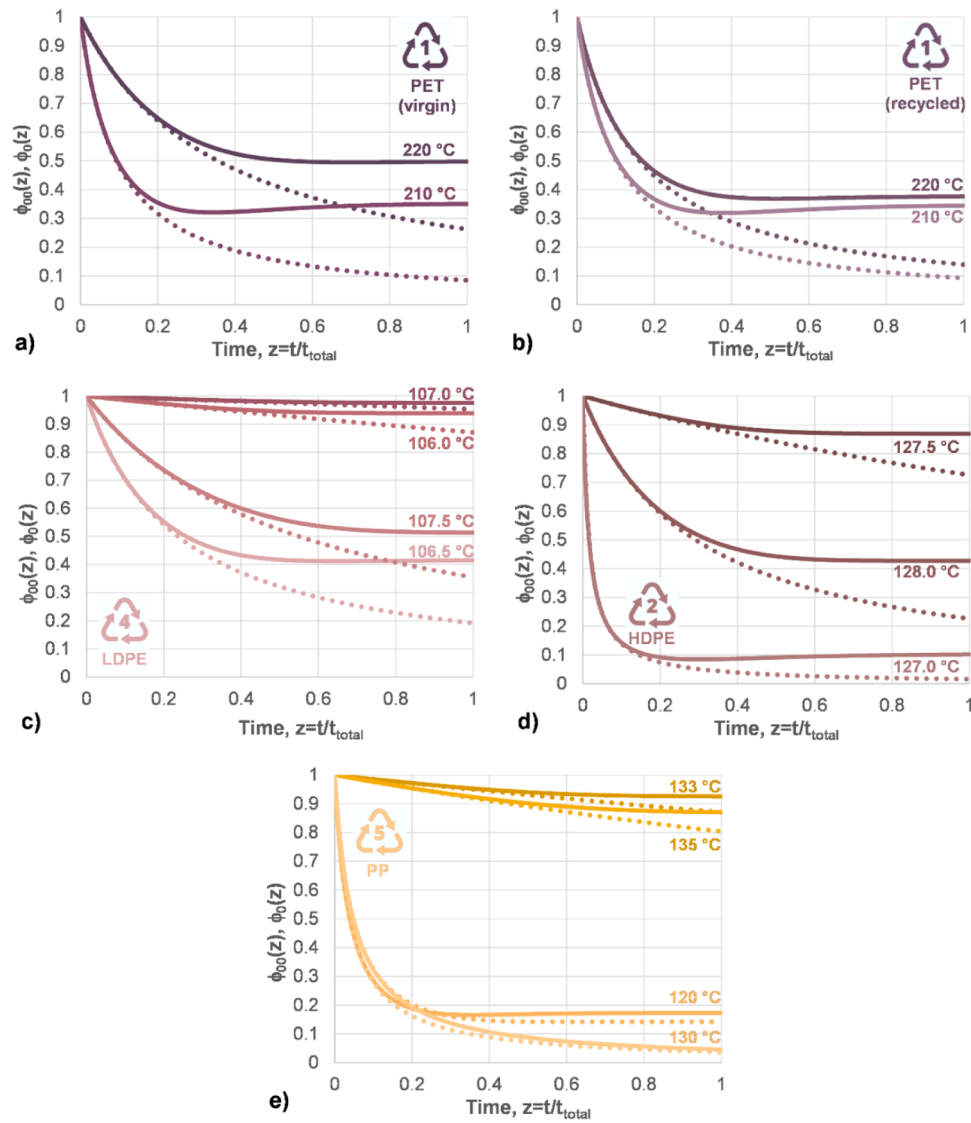 1
0.9
0.8
0.7
0.6
0.5
0.4
0.3
0.2
0.1
0
ϕ00(z), ϕ0(z)
1
PET
(virgin)
220 °C
210 °C
0 0.2 0.4 0.6 0.8 1
Time, z=t/ttotal
a)
1
0.9
0.8
0.7
0.6
0.5
0.4
0.3
0.2
0.1
0
ϕ00(z), ϕ0(z)
1
PET
(recycled)
220 °C
210 °C
0 0.2 0.4 0.6 0.8 1
Time, z=t/ttotal
b)
1
0.9
0.8
0.7
0.6
0.5
0.4
0.3
0.2
0.1
0
ϕ00(z), ϕ0(z)
107.0 °C
106.0 °C
107.5 °C
106.5 °C
4
LDPE
0 0.2 0.4 0.6 0.8 1
Time, z=t/ttotal
c)
1
0.9
0.8
0.7
0.6
0.5
0.4
0.3
0.2
0.1
0
ϕ00(z), ϕ0(z)
127.5 °C
128.0 °C
2
HDPE
127.0 °C
0 0.2 0.4 0.6 0.8 1
Time, z=t/ttotal
d)
1
0.9
0.8
0.7
0.6
0.5
0.4
0.3
0.2
0.1
0
ϕ00(z), ϕ0(z)
133 °C
135 °C
5
PP
120 °C
130 °C
0 0.2 0.4 0.6 0.8 1
Time, z=t/ttotal
e)